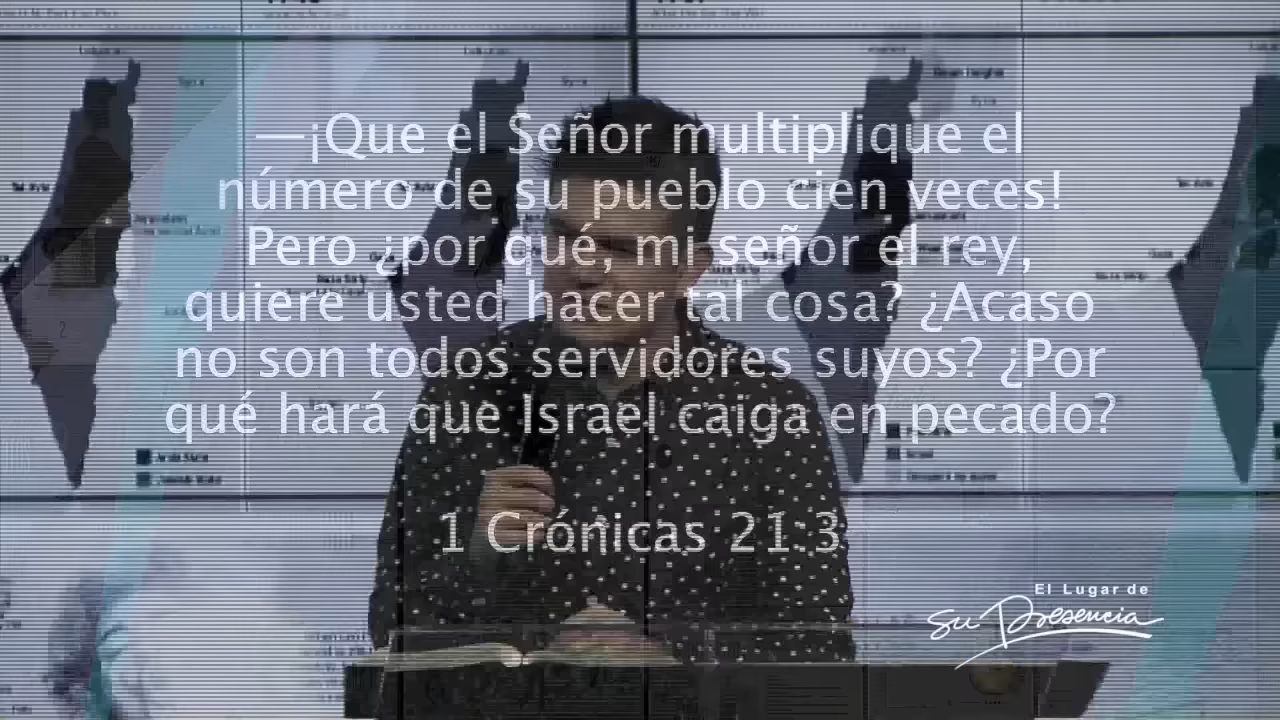 —¡Que el Señor multiplique el
número de su pueblo cien veces!
Pero ¿por qué, mi señor el rey,
quiere usted hacer tal cosa? ¿Acaso
no son todos servidores suyos? ¿Por
qué hará que Israel caiga en pecado?
1 Crónicas 21:3
El Lugar de
Su Presencia